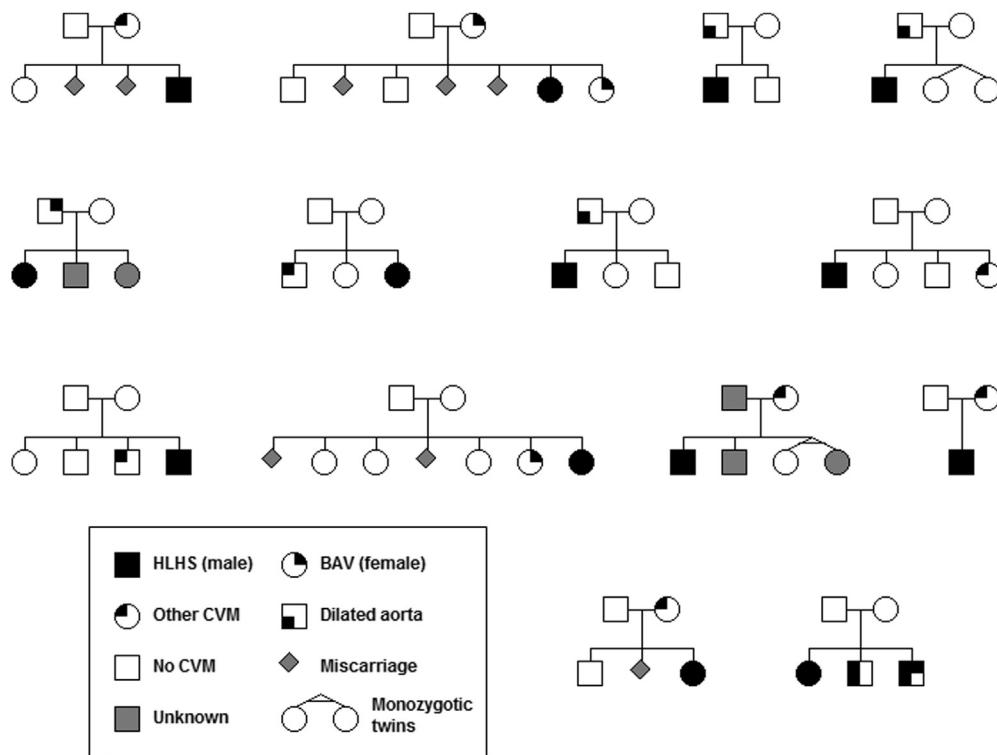 HLHS (male)
BAV (female)
Other CVM
Dilated aorta
No CVM
Miscarriage
Unknown
Monozygotic
twins